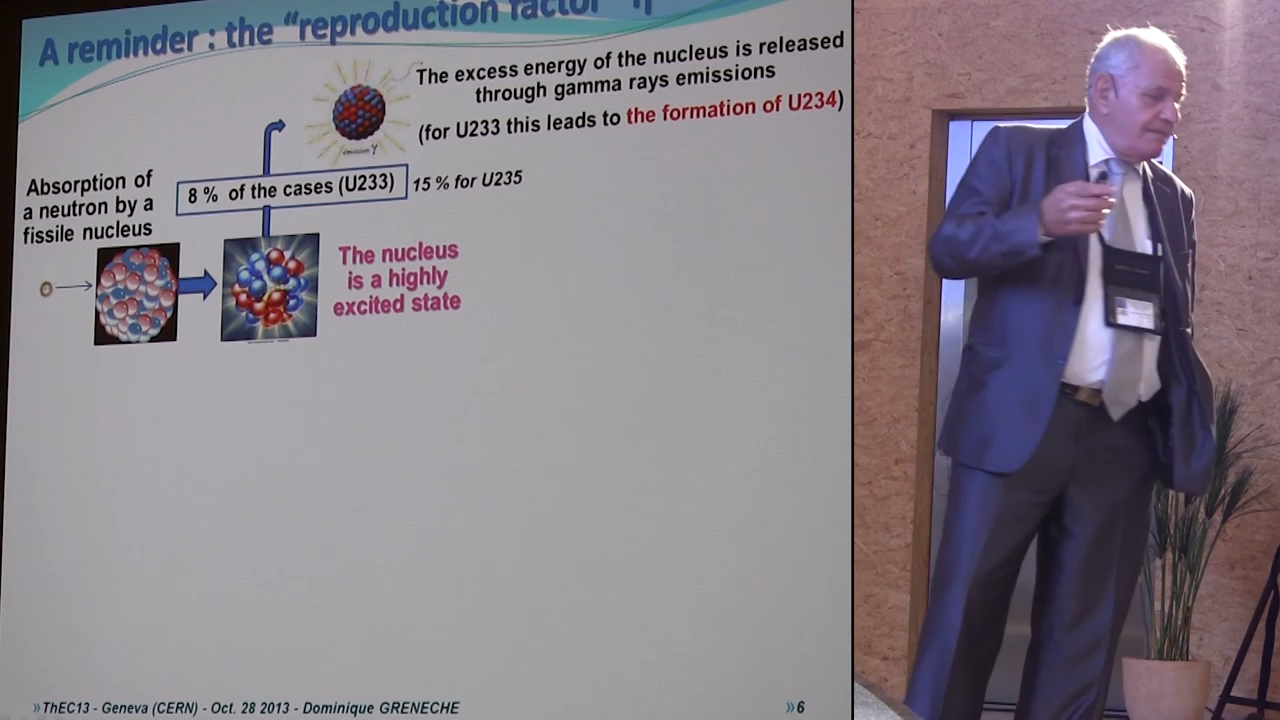 A reminder : the “reproduction factor” η
The excess energy of the nucleus is released
through gamma rays emissions
(for U233 this leads to the formation of U234)
émission γ
Absorption of
a neutron by a
fissile nucleus
8 % of the cases (U233)
15 % for U235
The nucleus
is a highly
excited state
»ThEC13 - Geneva (CERN) - Oct. 28 2013 - Dominique GRENECHE
»6